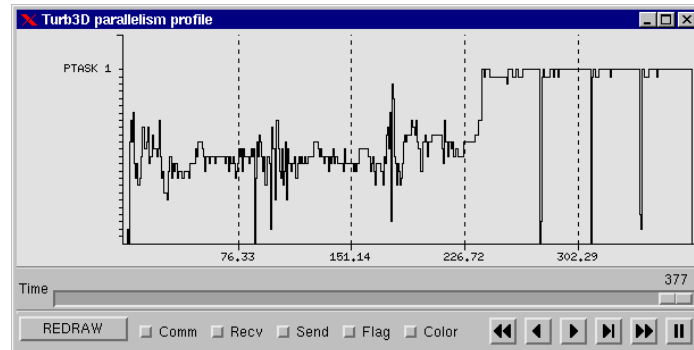 Turb3D parallelism profile
PTASK 1
76.33 151.14 226.72 302.29
377
Time
REDRAW Comm Recv Send Flag Color